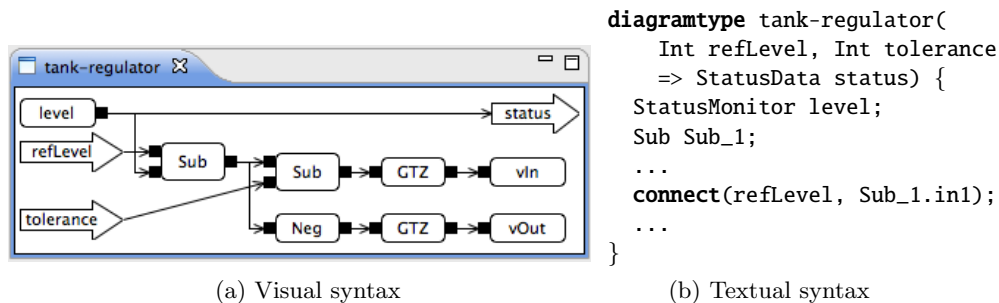 tank-regulator
level
status
refLevel
Sub
Sub
GTZ
vIn
tolerance
Neg
GTZ
vOut
(a) Visual syntax
diagramtype tank-regulator(
Int refLevel, Int tolerance
=> StatusData status) {
StatusMonitor level;
Sub Sub_1;
...
connect(refLevel, Sub_1.in1);
...
}
(b) Textual syntax